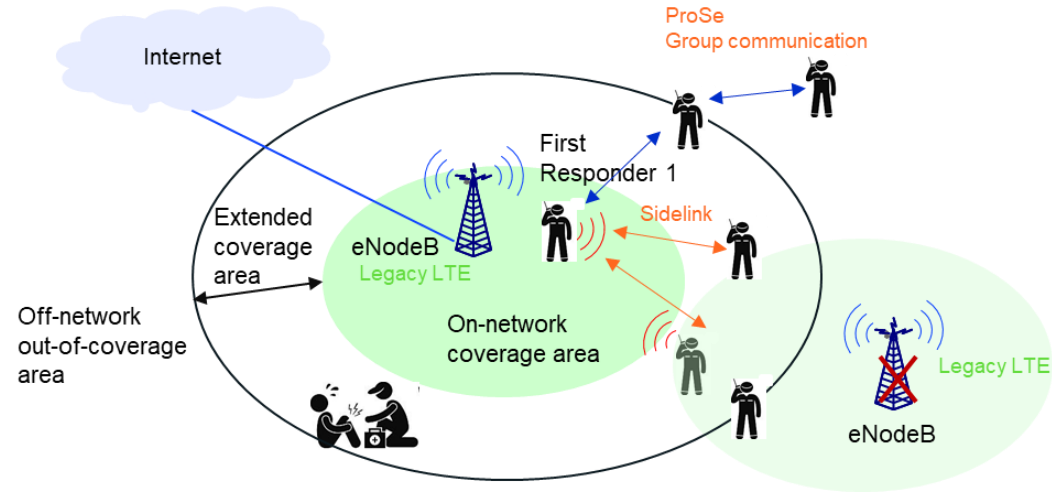 ProSe
Group communication
Internet
First
Responder 1
Extended
coverage
area
eNodeB
Legacy LTE
Sidelink
Off-network
out-of-coverage
area
On-network
coverage area
Legacy LTE
eNodeB